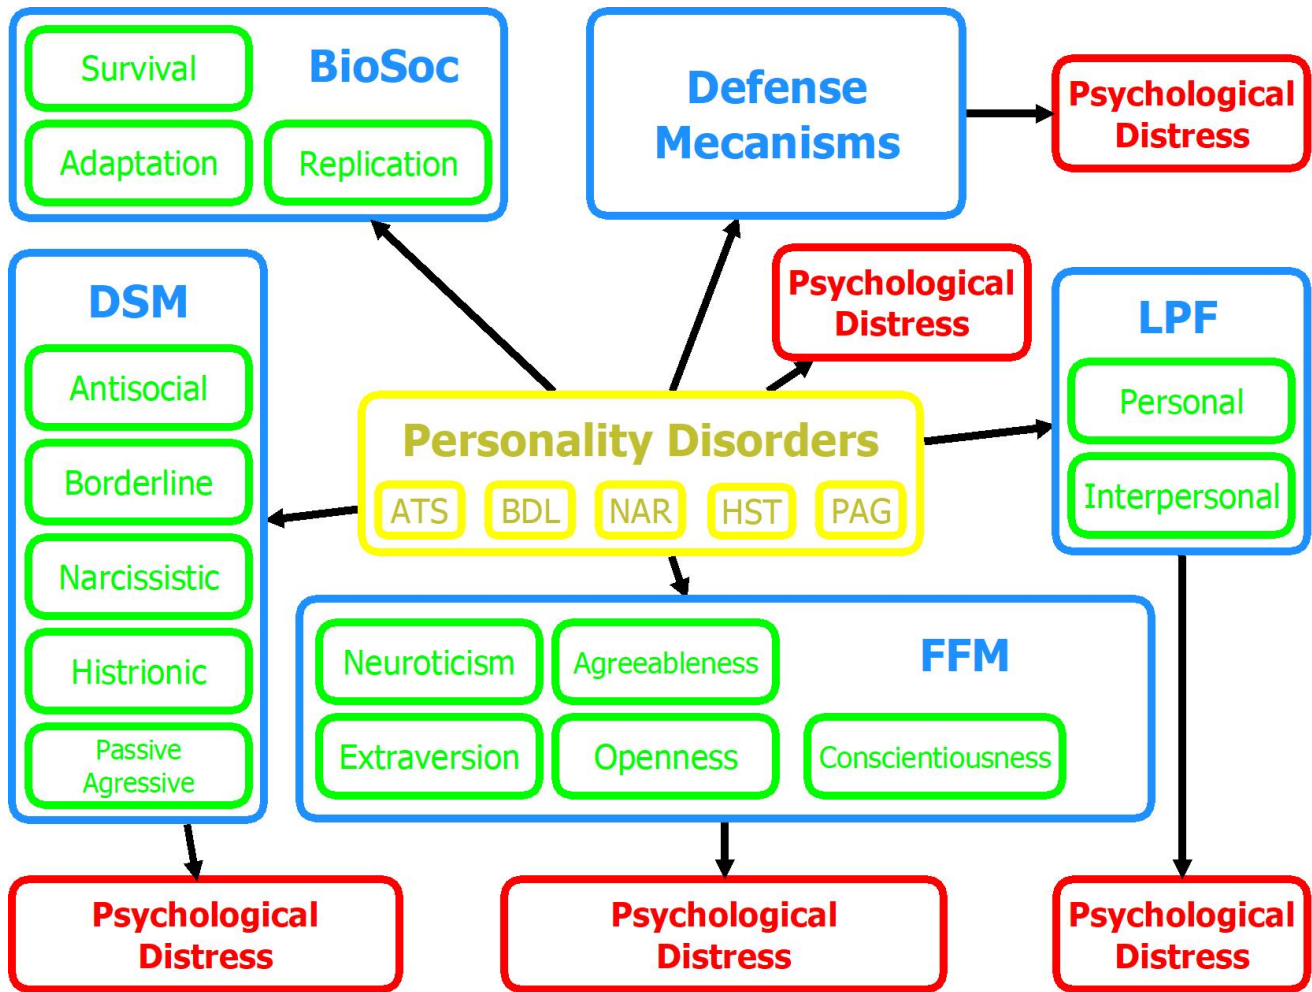 BioSoc
Survival
Adaptation
Replication
Defense
Mecanisms
Psychological
Distress
DSM
Antisocial
Borderline
Narcissistic
Histrionic
Passive
Agressive
Psychological
Distress
LPF
Personal
Interpersonal
Personality Disorders
ATS BDL NAR HST PAG
FFM
Neuroticism
Agreeableness
Extraversion
Openness
Conscientiousness
Psychological
Distress
Psychological
Distress
Psychological
Distress